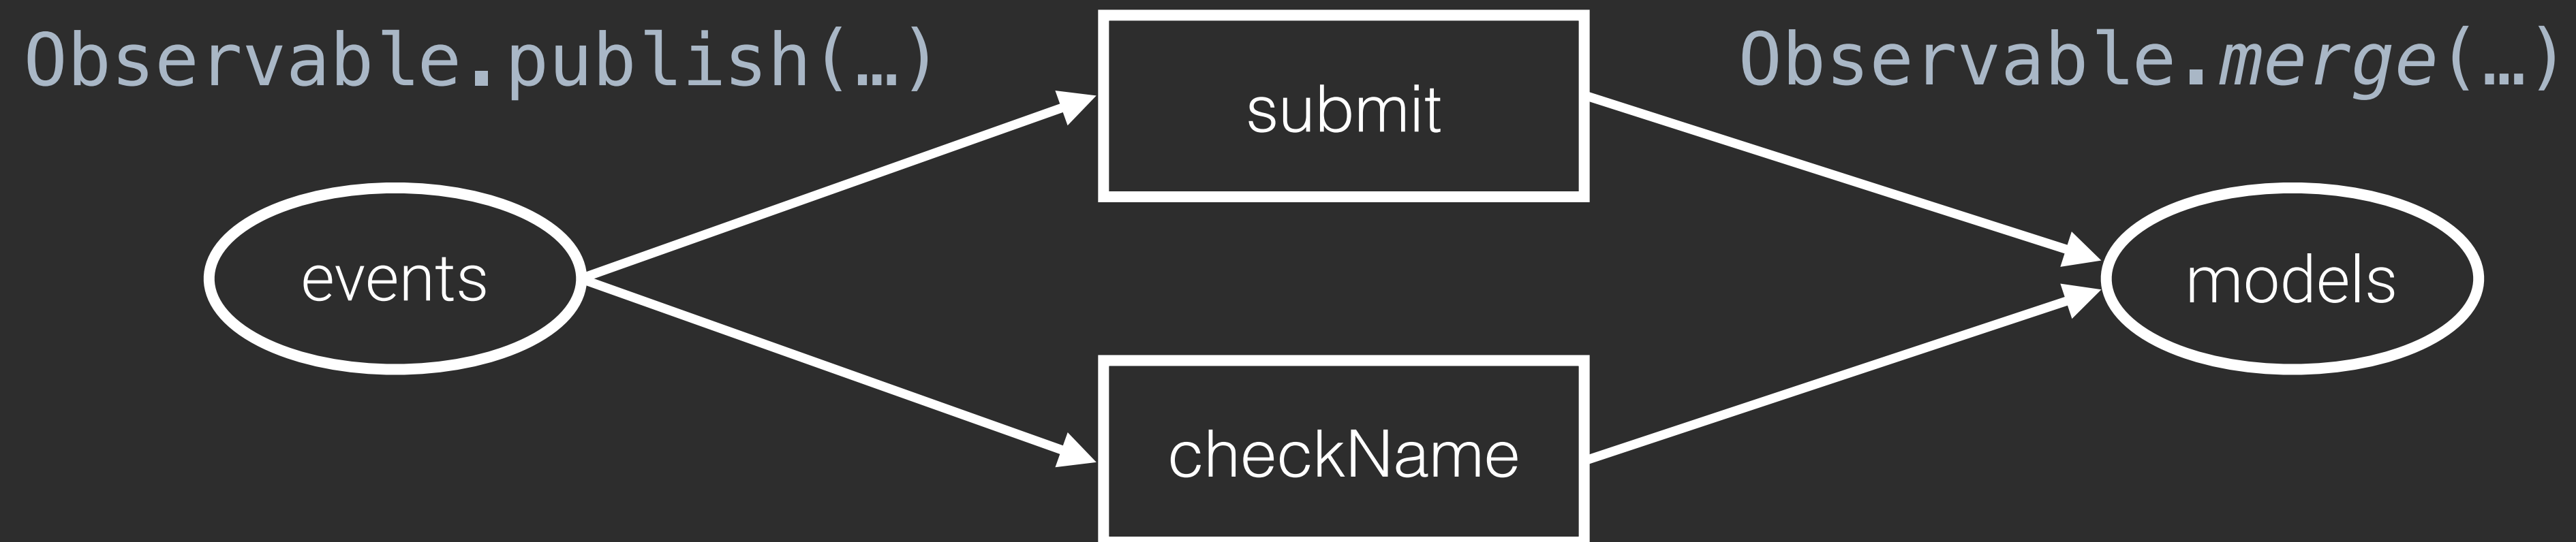 Observable.publish(…)
Observable.merge(…)
submit
events
models
checkName